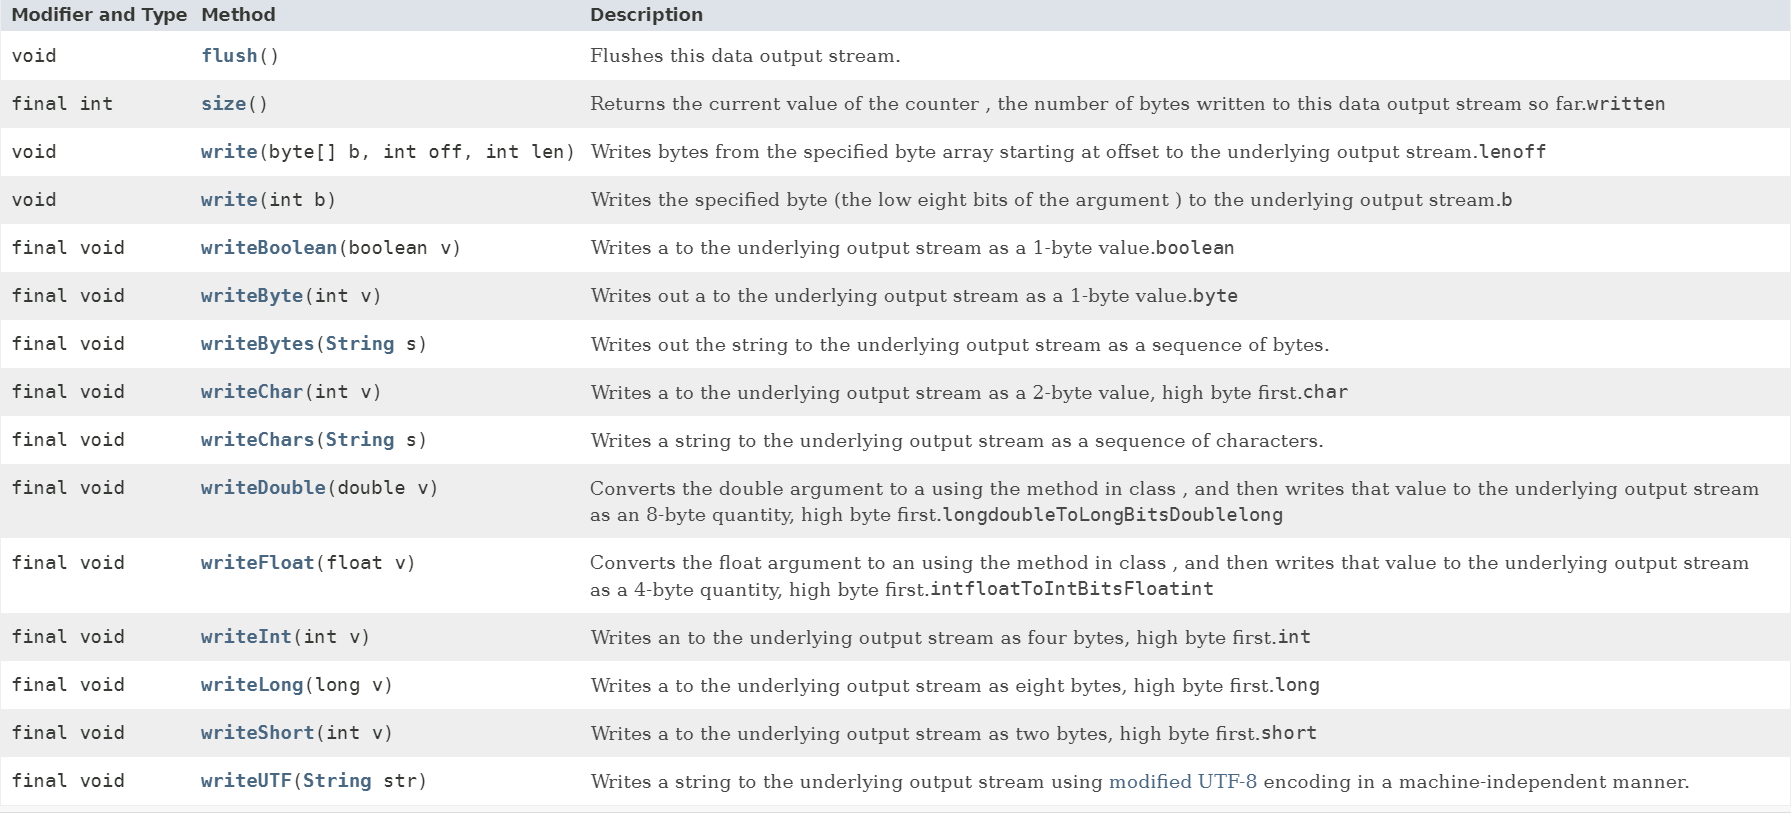 Modifier and Type Method Description
void flush() Flushes this data output stream.
final int size() Returns the current value of the counter , the number of bytes written to this data output stream so far.written
void write(byte[] b, int off, int len) Writes bytes from the specified byte array starting at offset to the underlying output stream.lenoff
void write(int b) Writes the specified byte (the low eight bits of the argument ) to the underlying output stream.b
final void writeBoolean(boolean v) Writes a to the underlying output stream as a 1-byte value.boolean
final void writeByte(int v) Writes out a to the underlying output stream as a 1-byte value.byte
final void writeBytes(String s) Writes out the string to the underlying output stream as a sequence of bytes.
final void writeChar(int v) Writes a to the underlying output stream as a 2-byte value, high byte first.char
final void writeChars(String s) Writes a string to the underlying output stream as a sequence of characters.
final void writeDouble(double v) Converts the double argument to a using the method in class , and then writes that value to the underlying output stream
as an 8-byte quantity, high byte first.longdoubleToLongBitsDoublelong
final void writeFloat(float v) Converts the float argument to an using the method in class , and then writes that value to the underlying output stream
as a 4-byte quantity, high byte first.intfloatToIntBitsFloatint
final void writeInt(int v) Writes an to the underlying output stream as four bytes, high byte first.int
final void writeLong(long v) Writes a to the underlying output stream as eight bytes, high byte first.long
final void writeShort(int v) Writes a to the underlying output stream as two bytes, high byte first.short
final void writeUTF(String str) Writes a string to the underlying output stream using modified UTF-8 encoding in a machine-independent manner.